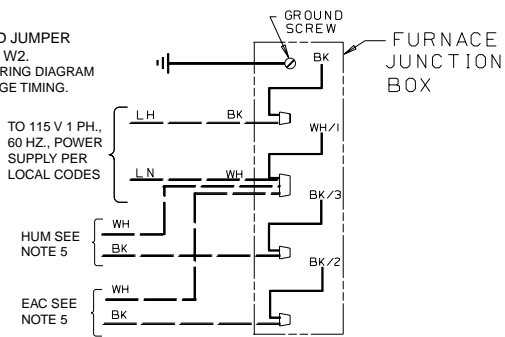 GROUND
SCREW
D JUMPER
W2.
RING DIAGRAM
GE TIMING.
FURNACE
JUNCTION
BOX
BK
LH
BK
TO 115 V 1 PH.,
60 HZ., POWER
SUPPLY PER
LOCAL CODES
WH/1
LN
WH
BK/3
WH
HUM SEE
NOTE 5
BK
BK/2
WH
EAC SEE
NOTE 5
BK